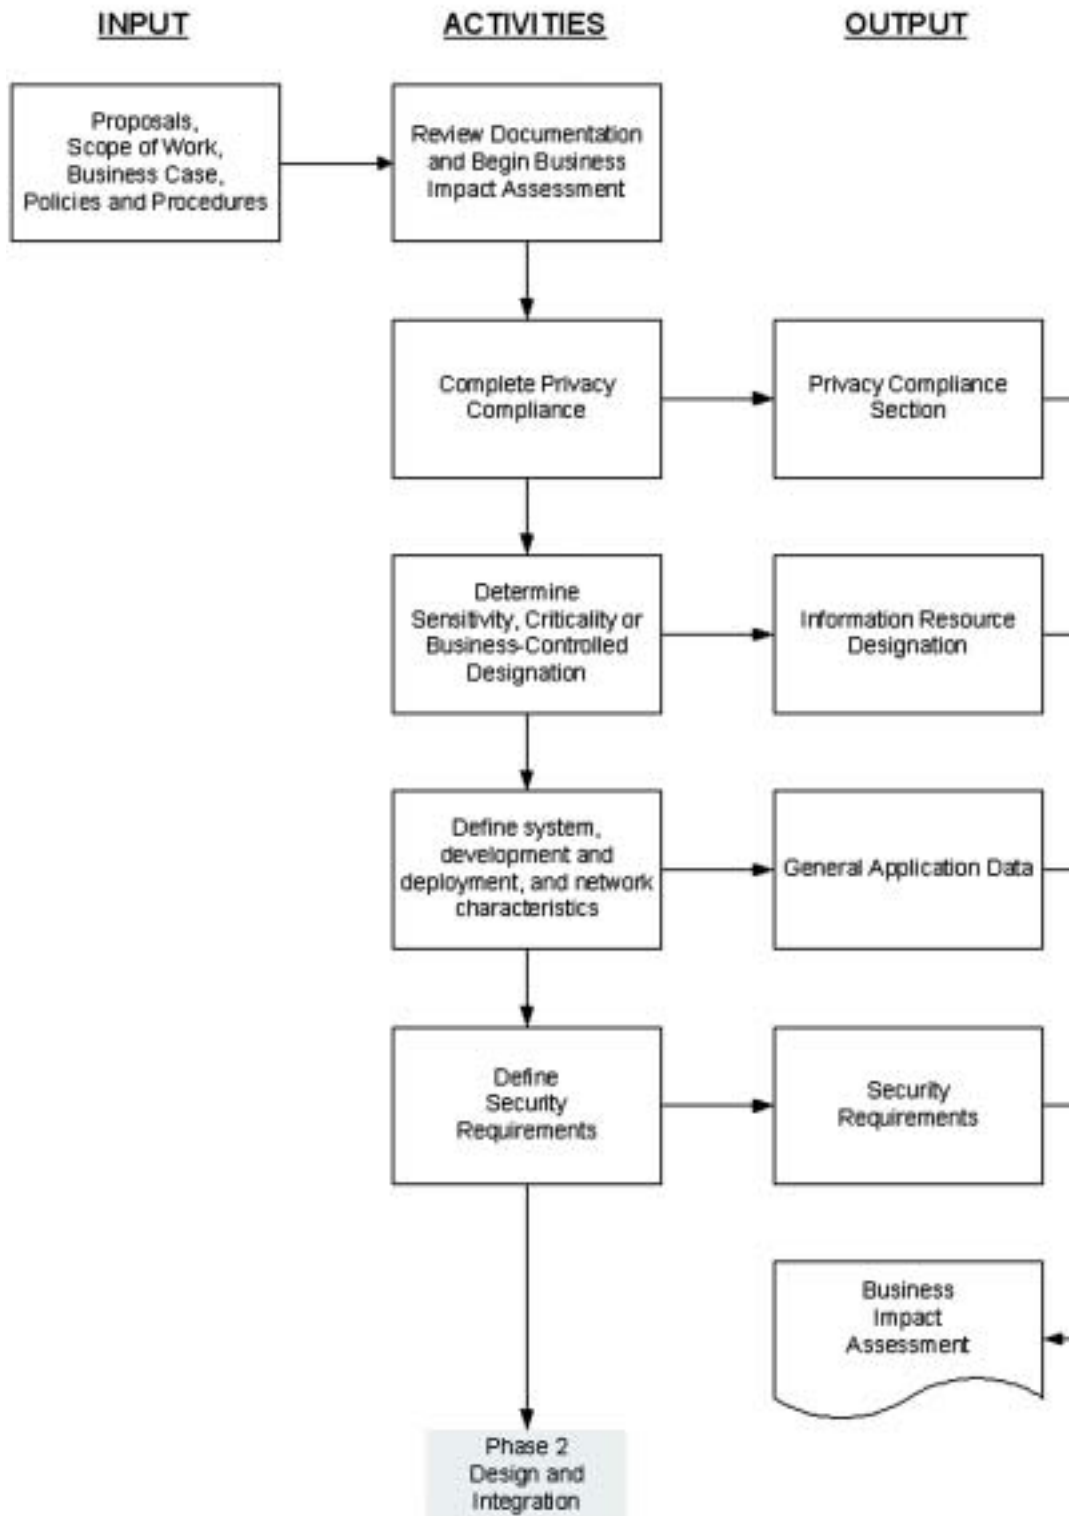 INPUT
ACTIVITIES
OUTPUT
Proposals,
Scope of Work,
Business Case,
Policies and Procedures
Review Documentation
and Begin Business
Impact Assessment
Complete Privacy
Compliance
Privacy Compliance
Section
Determine
Sensitivity, Criticality or
Business-Controlled
Designation
Information Resource
Designation
Define system,
development and
deployment, and network
characteristics
General Application Data
Define
Security
Requirements
Security
Requirements
Business
Impact
Assessment
Phase 2
Design and
Integration